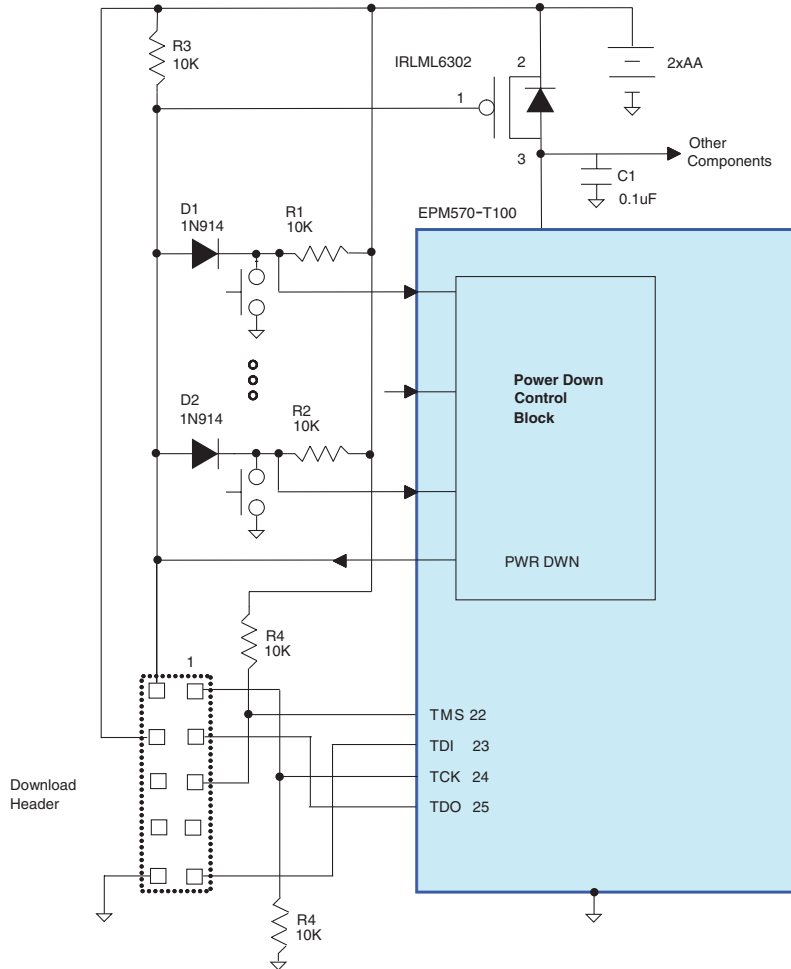 R3
10K
IRLML6302
2
1
3
2xAA
Other
Components
C1
0.1uF
EPM570-T100
D1
1N914
R1
10K
Power Down
Control
Block
D2
1N914
R2
10K
PWR DWN
R4
10K
1
TMS 22
TDI 23
TCK 24
TDO 25
Download
Header
R4
10K